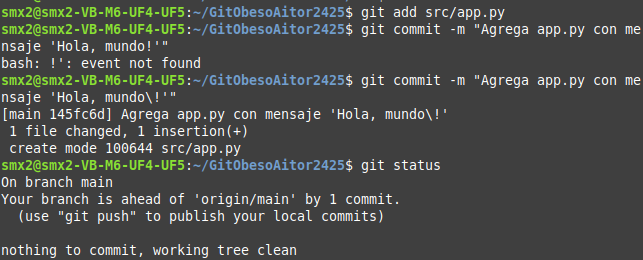 smx2@smx2-VB-M6-UF4-UF5:~/GitObesoAitor2425$ git add src/app.py
smx2@smx2-VB-M6-UF4-UF5:~/GitObesoAitor2425$ git commit -m "Agrega app.py con me
nsaje 'Hola, mundo!'"
bash: !': event not found
smx2@smx2-VB-M6-UF4-UF5:~/GitObesoAitor2425$ git commit -m "Agrega app.py con me
nsaje 'Hola, mundo\!'"
[main 145fc6d] Agrega app.py con mensaje 'Hola, mundo\!'
 1 file changed, 1 insertion(+)
 create mode 100644 src/app.py
smx2@smx2-VB-M6-UF4-UF5:~/GitObesoAitor2425$ git status
On branch main
Your branch is ahead of 'origin/main' by 1 commit.
  (use "git push" to publish your local commits)

nothing to commit, working tree clean